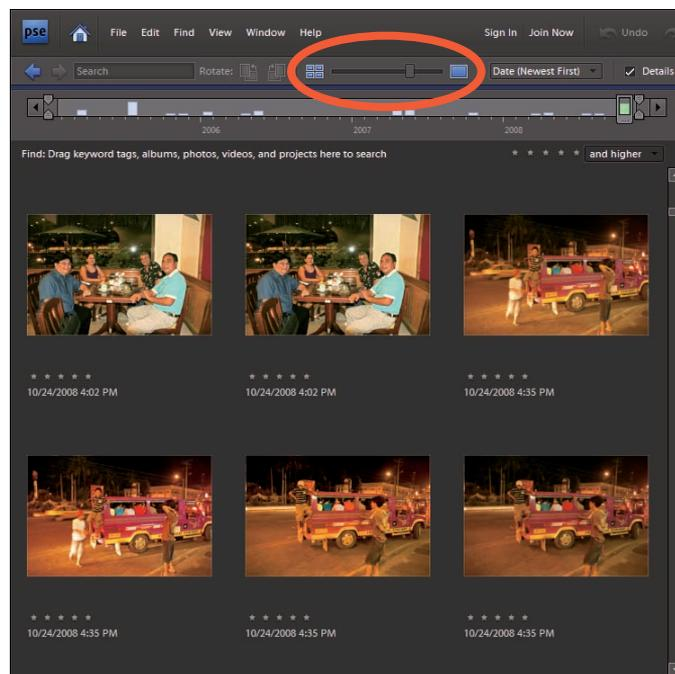 pse File Edit Find View Window Help Sign In Join Now Undo
Search Rotate: Date (Newest First) Details
2006 2007 2008
Find: Drag keyword tags, albums, photos, videos, and projects here to search and higher
10/24/2008 4:02 PM 10/24/2008 4:02 PM 10/24/2008 4:35 PM
10/24/2008 4:35 PM 10/24/2008 4:35 PM 10/24/2008 4:35 PM